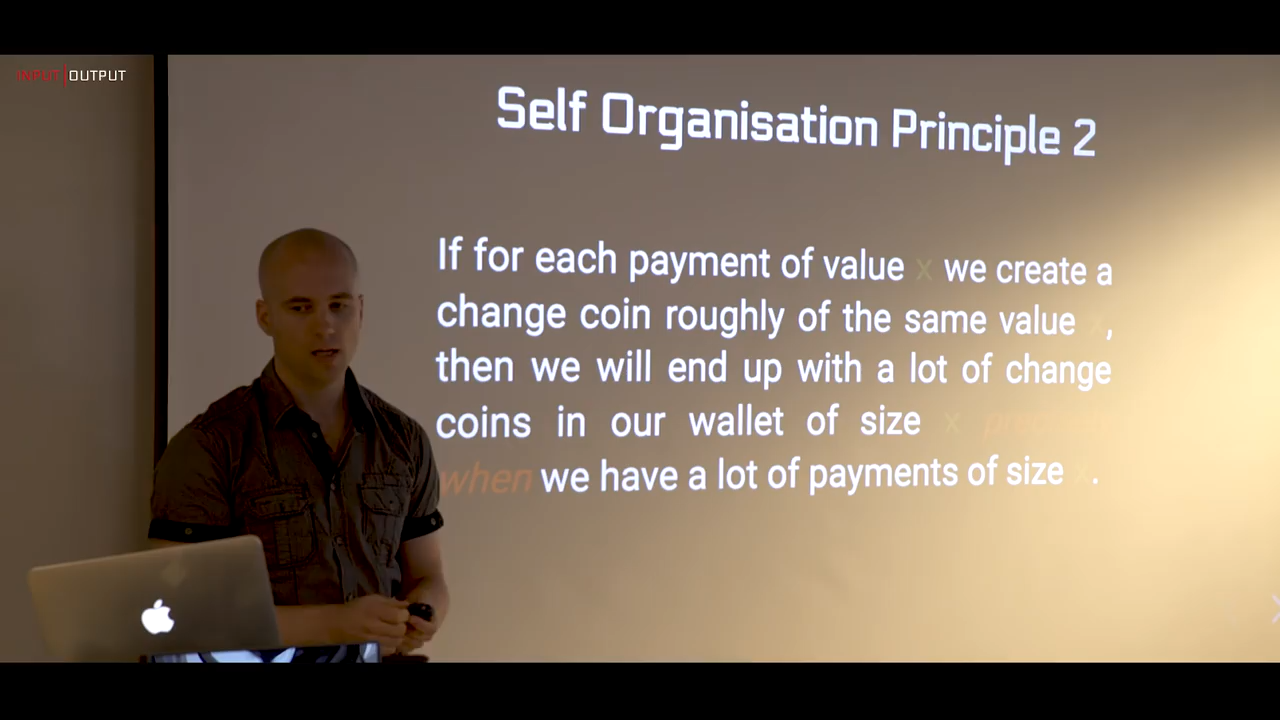 INPUT|OUTPUT
Self Organisation Principle 2
If for each payment of value x we create a
change coin roughly of the same value x,
then we will end up with a lot of change
coins in our wallet of size x precisely
when we have a lot of payments of size x.